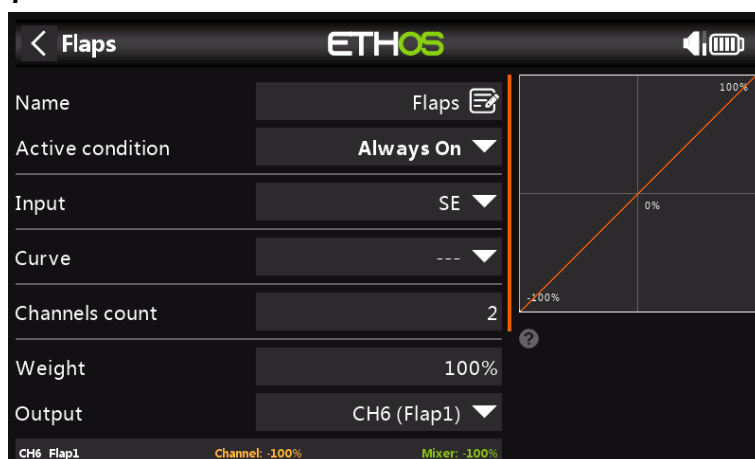 Flaps ETHOS
Name Flaps
Active condition Always On
Input SE
Curve ---
Channels count 2
Weight 100%
Output CH6 (Flap1)
CH6 Flap1 Channel: -100% Mixer: -100%
100%
0%
-100%
?